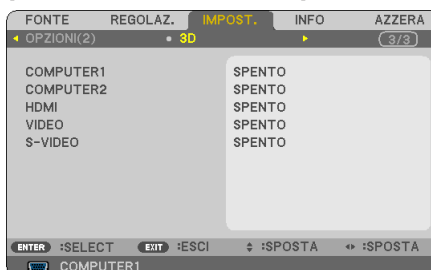 FONTE REGOLAZ. IMPOST. INFO AZZERA
OPZIONI(2) 3D 3/3
COMPUTER1 SPENTO
COMPUTER2 SPENTO
HDMI SPENTO
VIDEO SPENTO
S-VIDEO SPENTO
ENTER :SELECT EXIT :ESCI :SPOSTA :SPOSTA
COMPUTER1